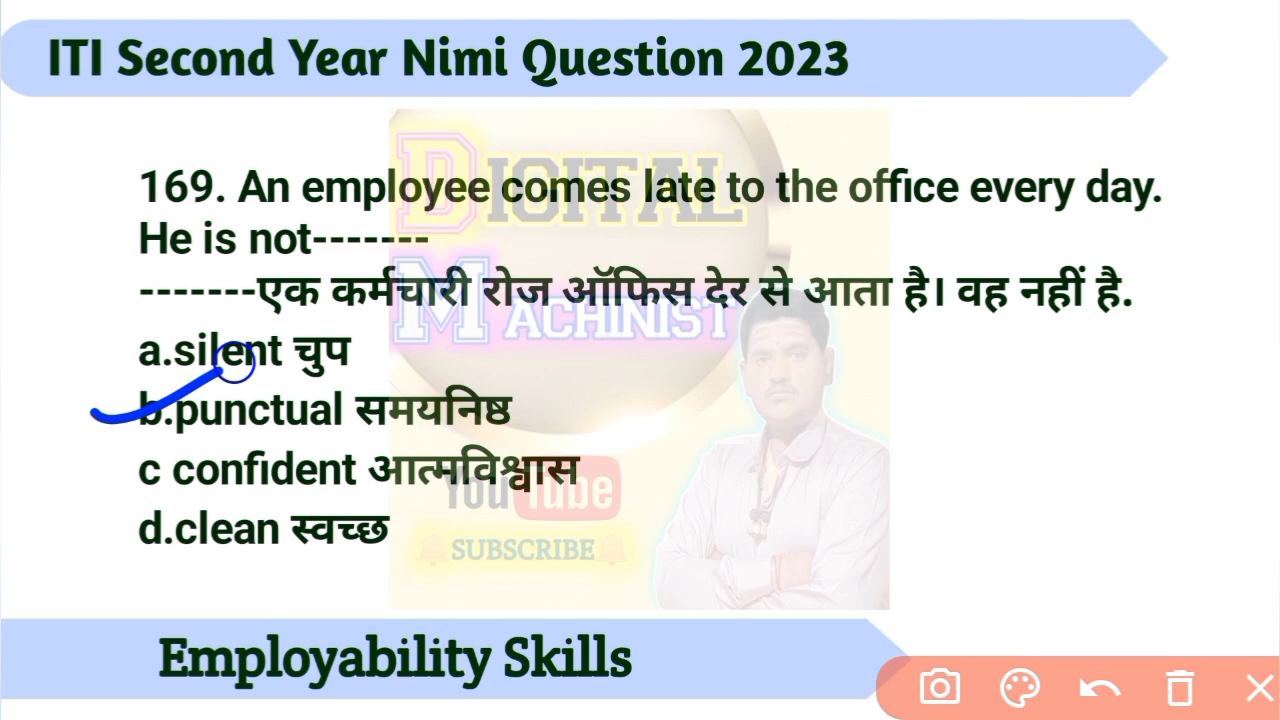 ITI Second Year Nimi Question 2023
DIGITAL
169. An employee comes late to the office every day.
He is not-------
-------एक कर्मचारी रोज ऑफिस देर से आता है। वह नहीं है.
MACHINIST
a.silent चुप
b.punctual समयनिष्ठ
c confident आत्मविश्वास
YouTube
d.clean स्वच्छ
SUBSCRIBE
Employability Skills